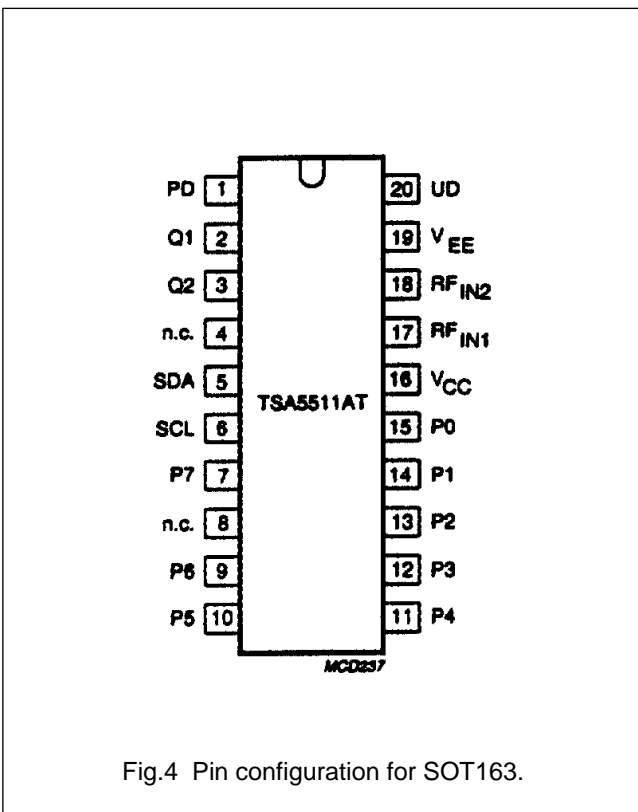 PD 1 20 UD
Q1 2 19 VEE
Q2 3 18 RFIN2
n.c. 4 17 RFIN1
SDA 5 16 VCC
TSA5511AT
SCL 6 15 P0
P7 7 14 P1
n.c. 8 13 P2
P6 9 12 P3
P5 10 11 P4
MCD237
Fig.4 Pin configuration for SOT163.